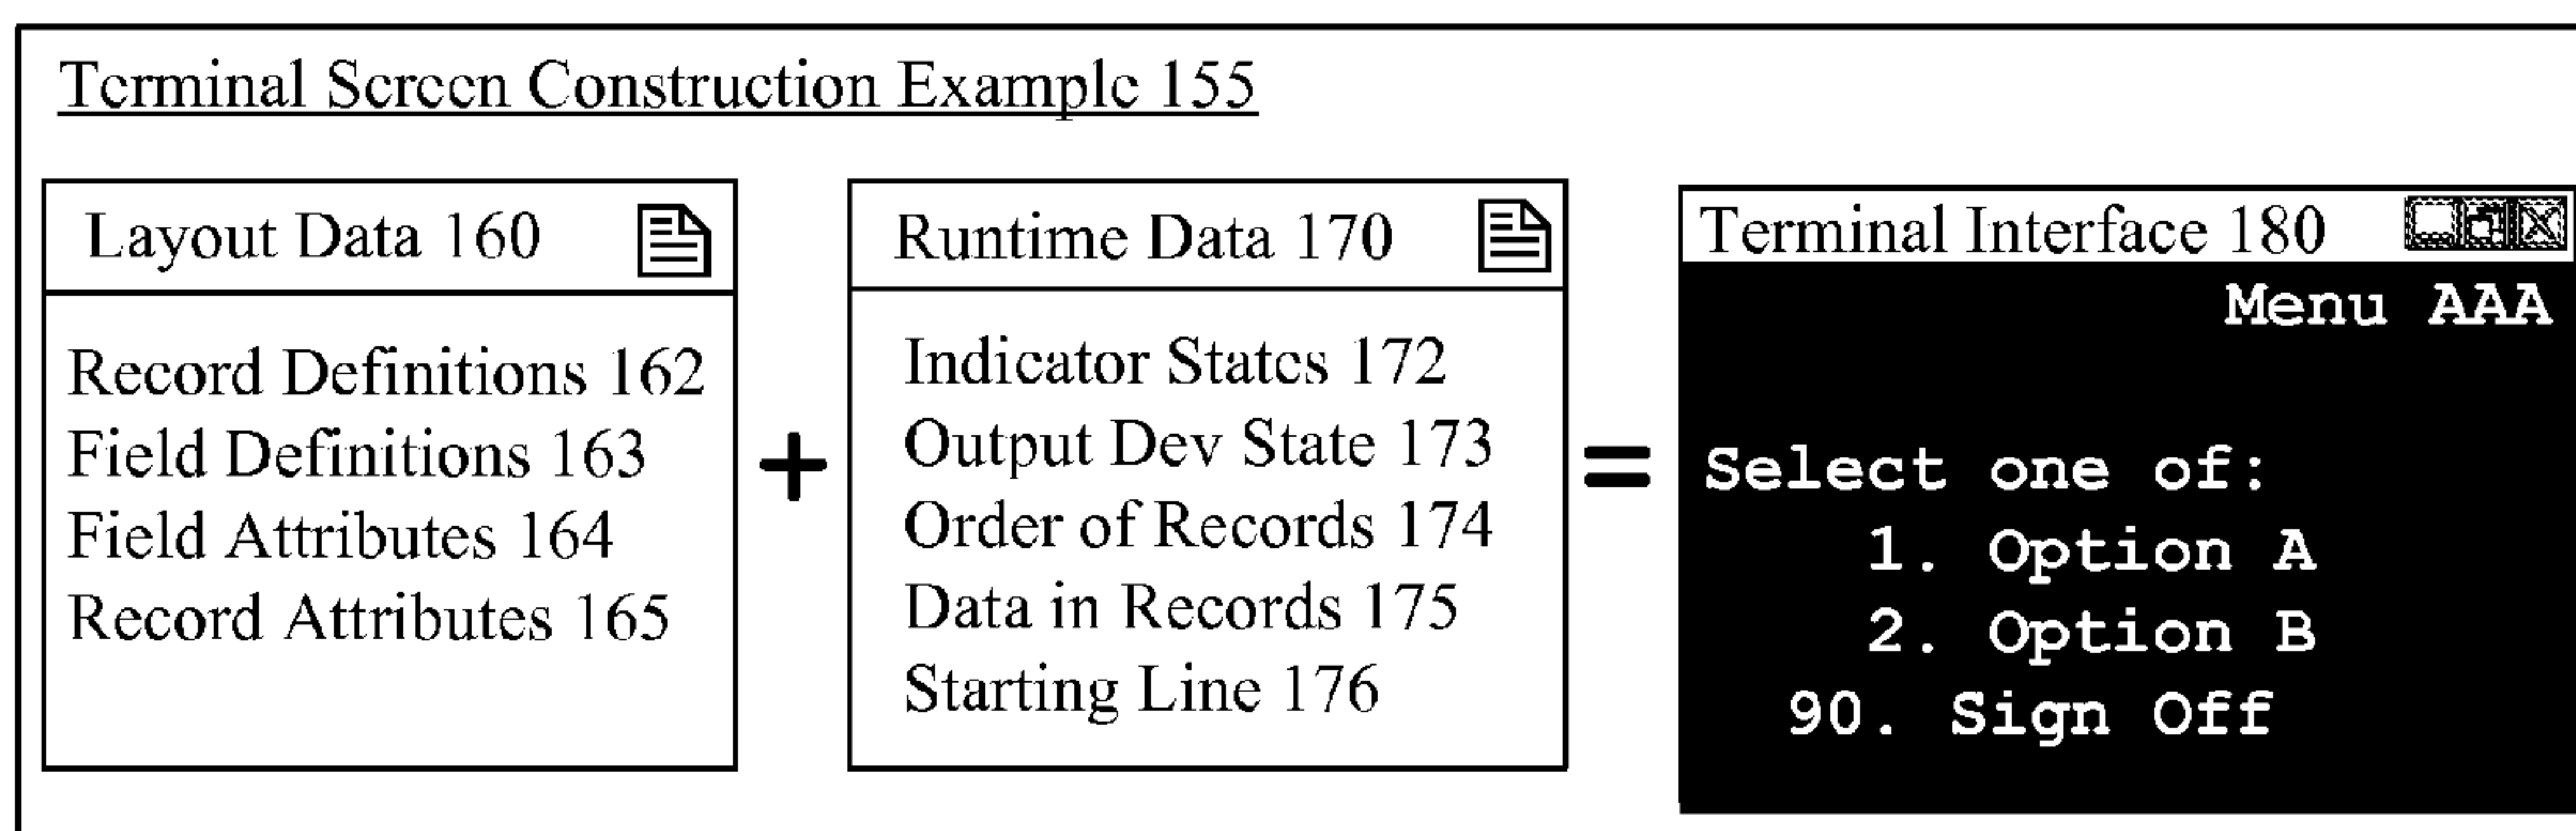 Terminal Screen Construction Example 155
Layout Data 160
Record Definitions 162
Field Definitions 163
Field Attributes 164
Record Attributes 165
+
Runtime Data 170
Indicator States 172
Output Dev State 173
Order of Records 174
Data in Records 175
Starting Line 176
=
Terminal Interface 180
Menu AAA
Select one of:
1. Option A
2. Option B
90. Sign Off